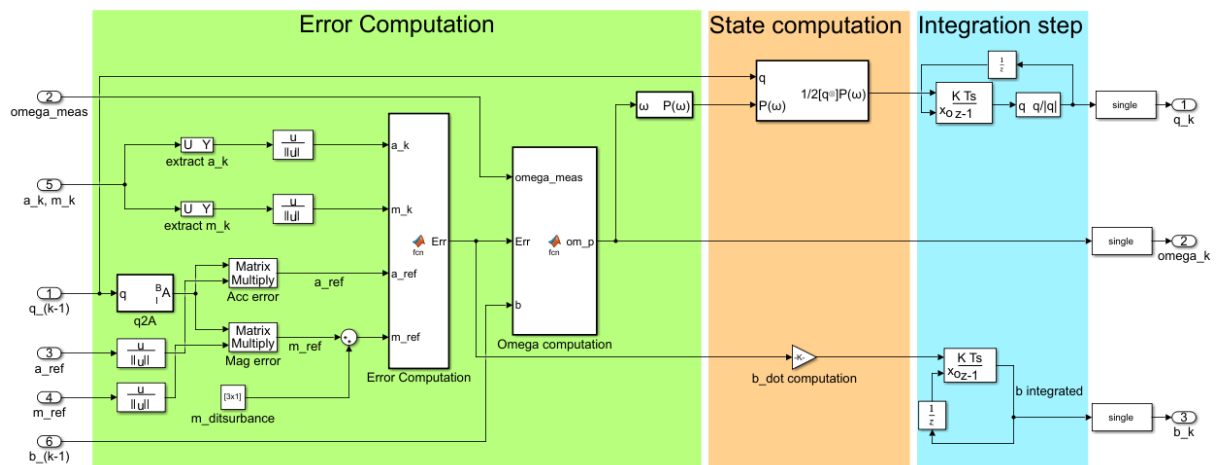 Error Computation
State computation
Integration step
2
omega_meas
5
a_k, m_k
1
q_(k-1)
3
a_ref
4
m_ref
6
b_(k-1)
U Y
extract a_k
u
||u||
U Y
extract m_k
u
||u||
q
B
I
A
q2A
Matrix
Multiply
Acc error
a_ref
Matrix
Multiply
Mag error
m_ref
u
||u||
u
||u||
[3x1]
m_ditsurbance
+
+
a_k
m_k
a_ref
m_ref
fcn
Err
Error Computation
omega_meas
Err
b
fcn
om_p
Omega computation
ω P(ω)
q
P(ω)
1/2[q⊗]P(ω)
-K-
b_dot computation
1
z
K Ts
xo z-1
q q/|q|
K Ts
xo z-1
1
z
b integrated
single
1
q_k
single
2
omega_k
single
3
b_k